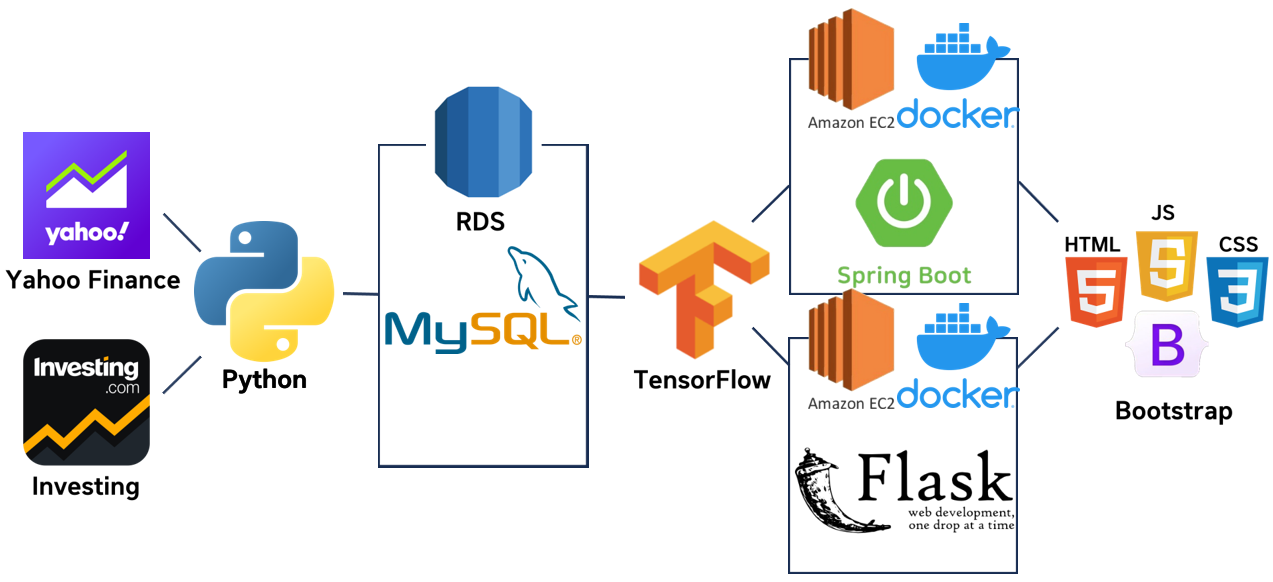 yahoo!
Yahoo Finance
Investing
.com
Investing
Python
RDS
MySQL®
TensorFlow
Amazon EC2
docker
Spring Boot
Amazon EC2
docker
Flask
web development,
one drop at a time
JS
HTML
CSS
5
5
3
B
Bootstrap